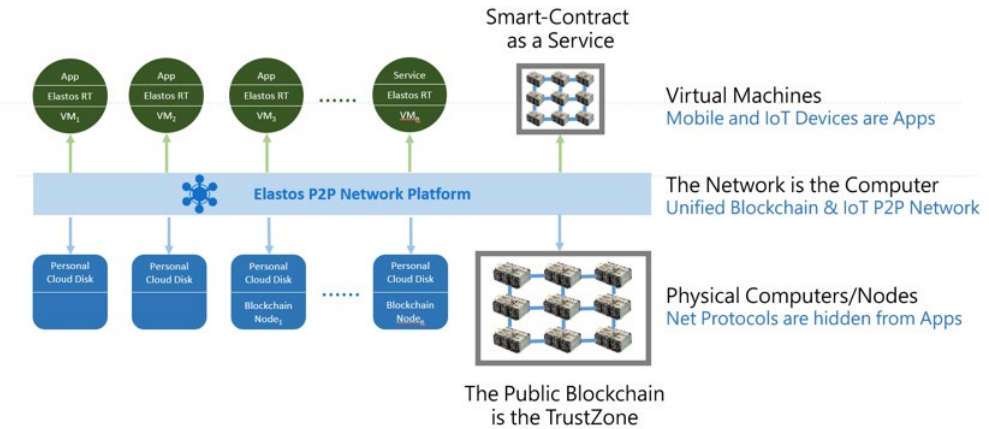 Smart-Contract
as a Service
App
Elastos RT
VM1
App
Elastos RT
VM2
App
Elastos RT
VM3
......
Service
Elastos RT
VMn
Virtual Machines
Mobile and IoT Devices are Apps
Elastos P2P Network Platform
The Network is the Computer
Unified Blockchain & IoT P2P Network
Personal
Cloud Disk
Personal
Cloud Disk
Personal
Cloud Disk
Blockchain
Node1
......
Personal
Cloud Disk
Blockchain
Noden
Physical Computers/Nodes
Net Protocols are hidden from Apps
The Public Blockchain
is the TrustZone